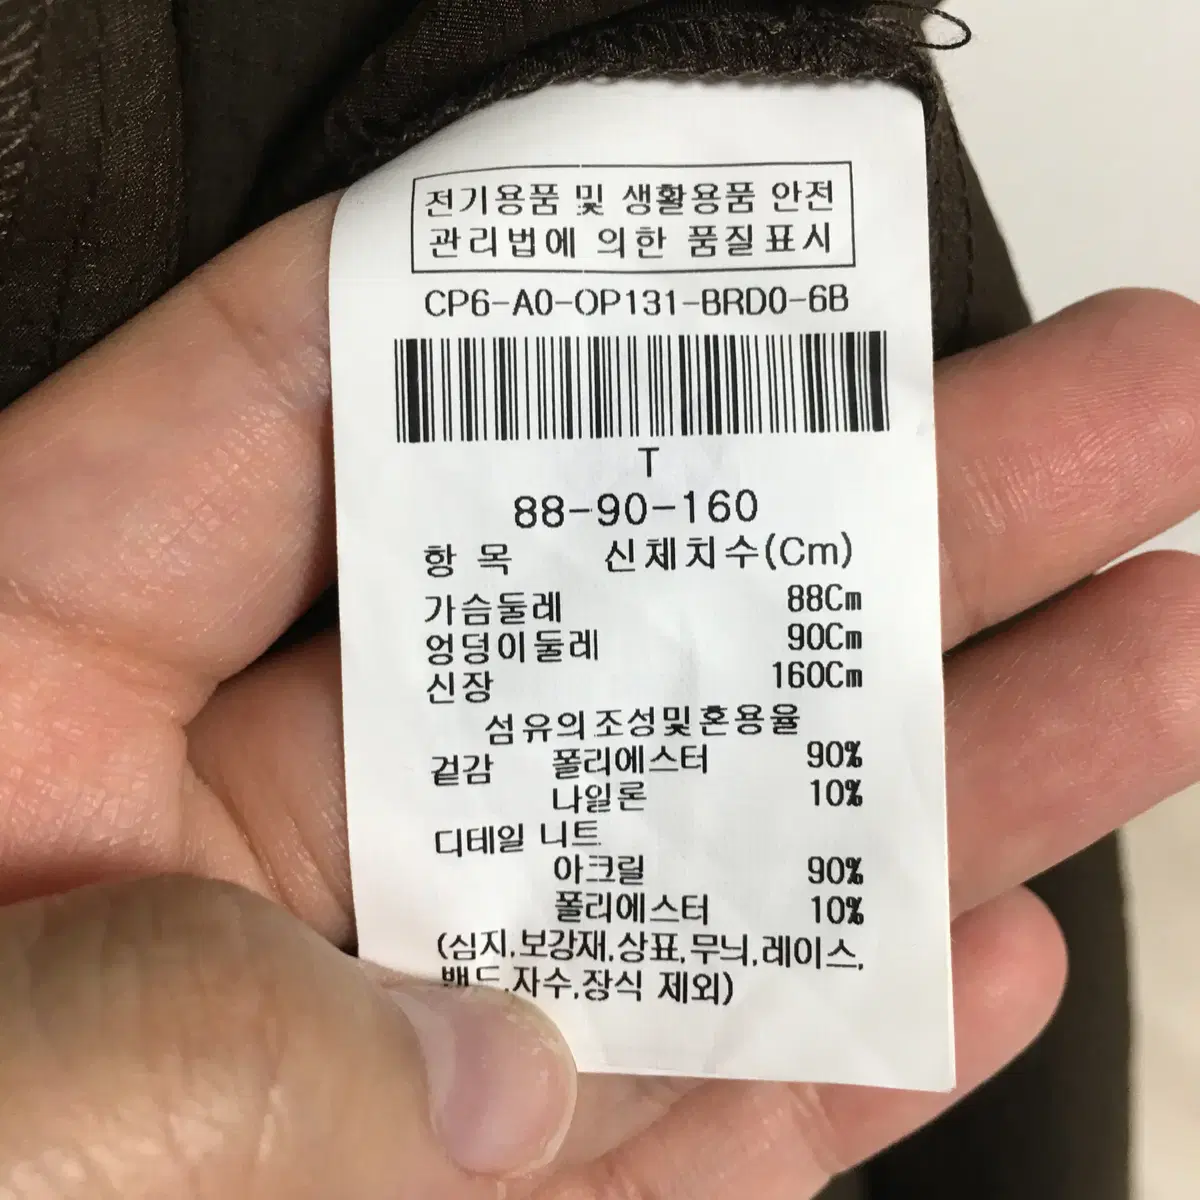 전기용품 및 생활용품 안전
관리법에 의한 품질표시
CP6-A0-OP131-BRD0-6B
T
88-90-160
항 목 신체치수(Cm)
가슴둘레 88Cm
엉덩이둘레 90Cm
신장 160Cm
섬유의조성및혼용율
겉감 폴리에스터 90%
나일론 10%
디테일 니트
아크릴 90%
폴리에스터 10%
(심지,보강재,상표,무늬,레이스,
밴드,자수,장식 제외)